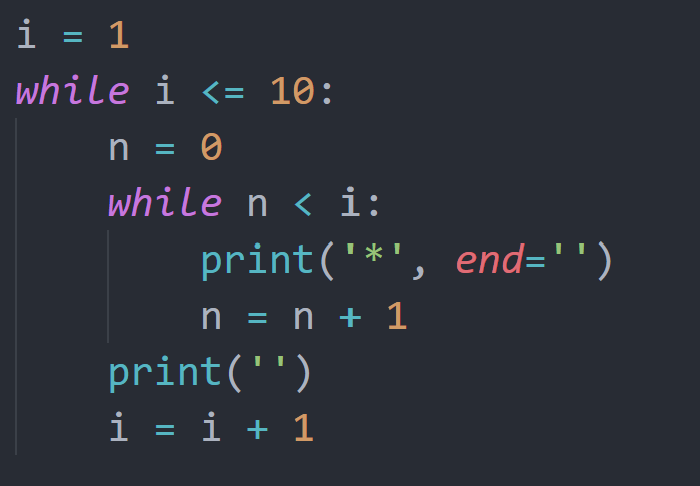 i = 1
while i <= 10:
    n = 0
    while n < i:
        print('*', end='')
        n = n + 1
    print('')
    i = i + 1